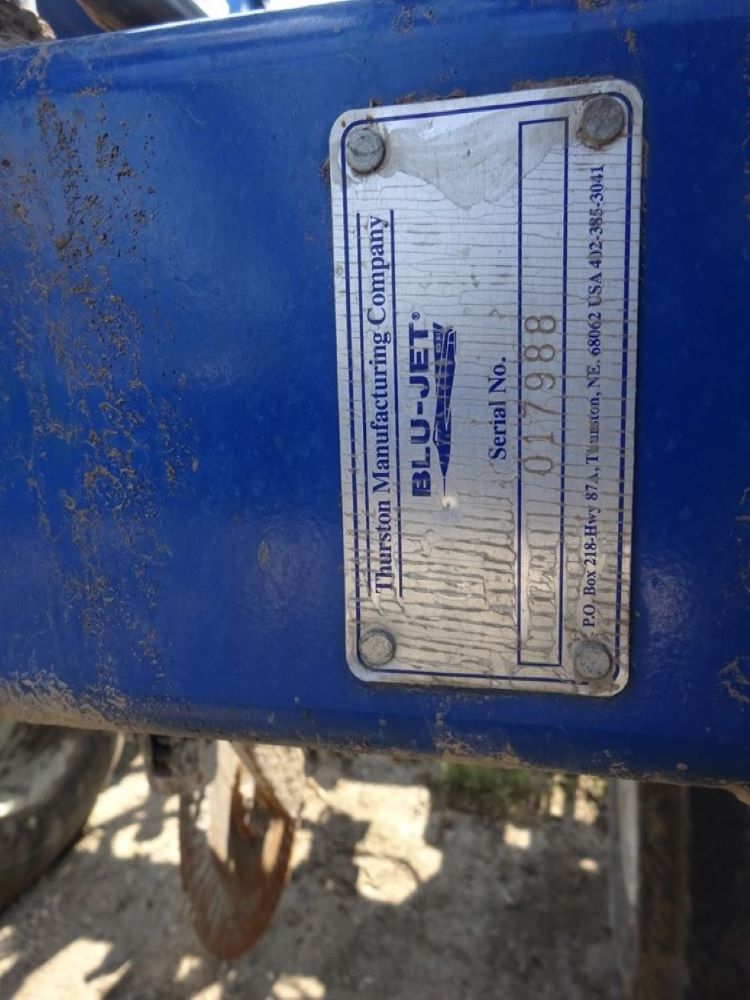 Thurston Manufacturing Company
BLU-JET®
Serial No.
017988
P.O. Box 218-Hwy 87A, Thurston, NE. 68062 USA 402-385-3041